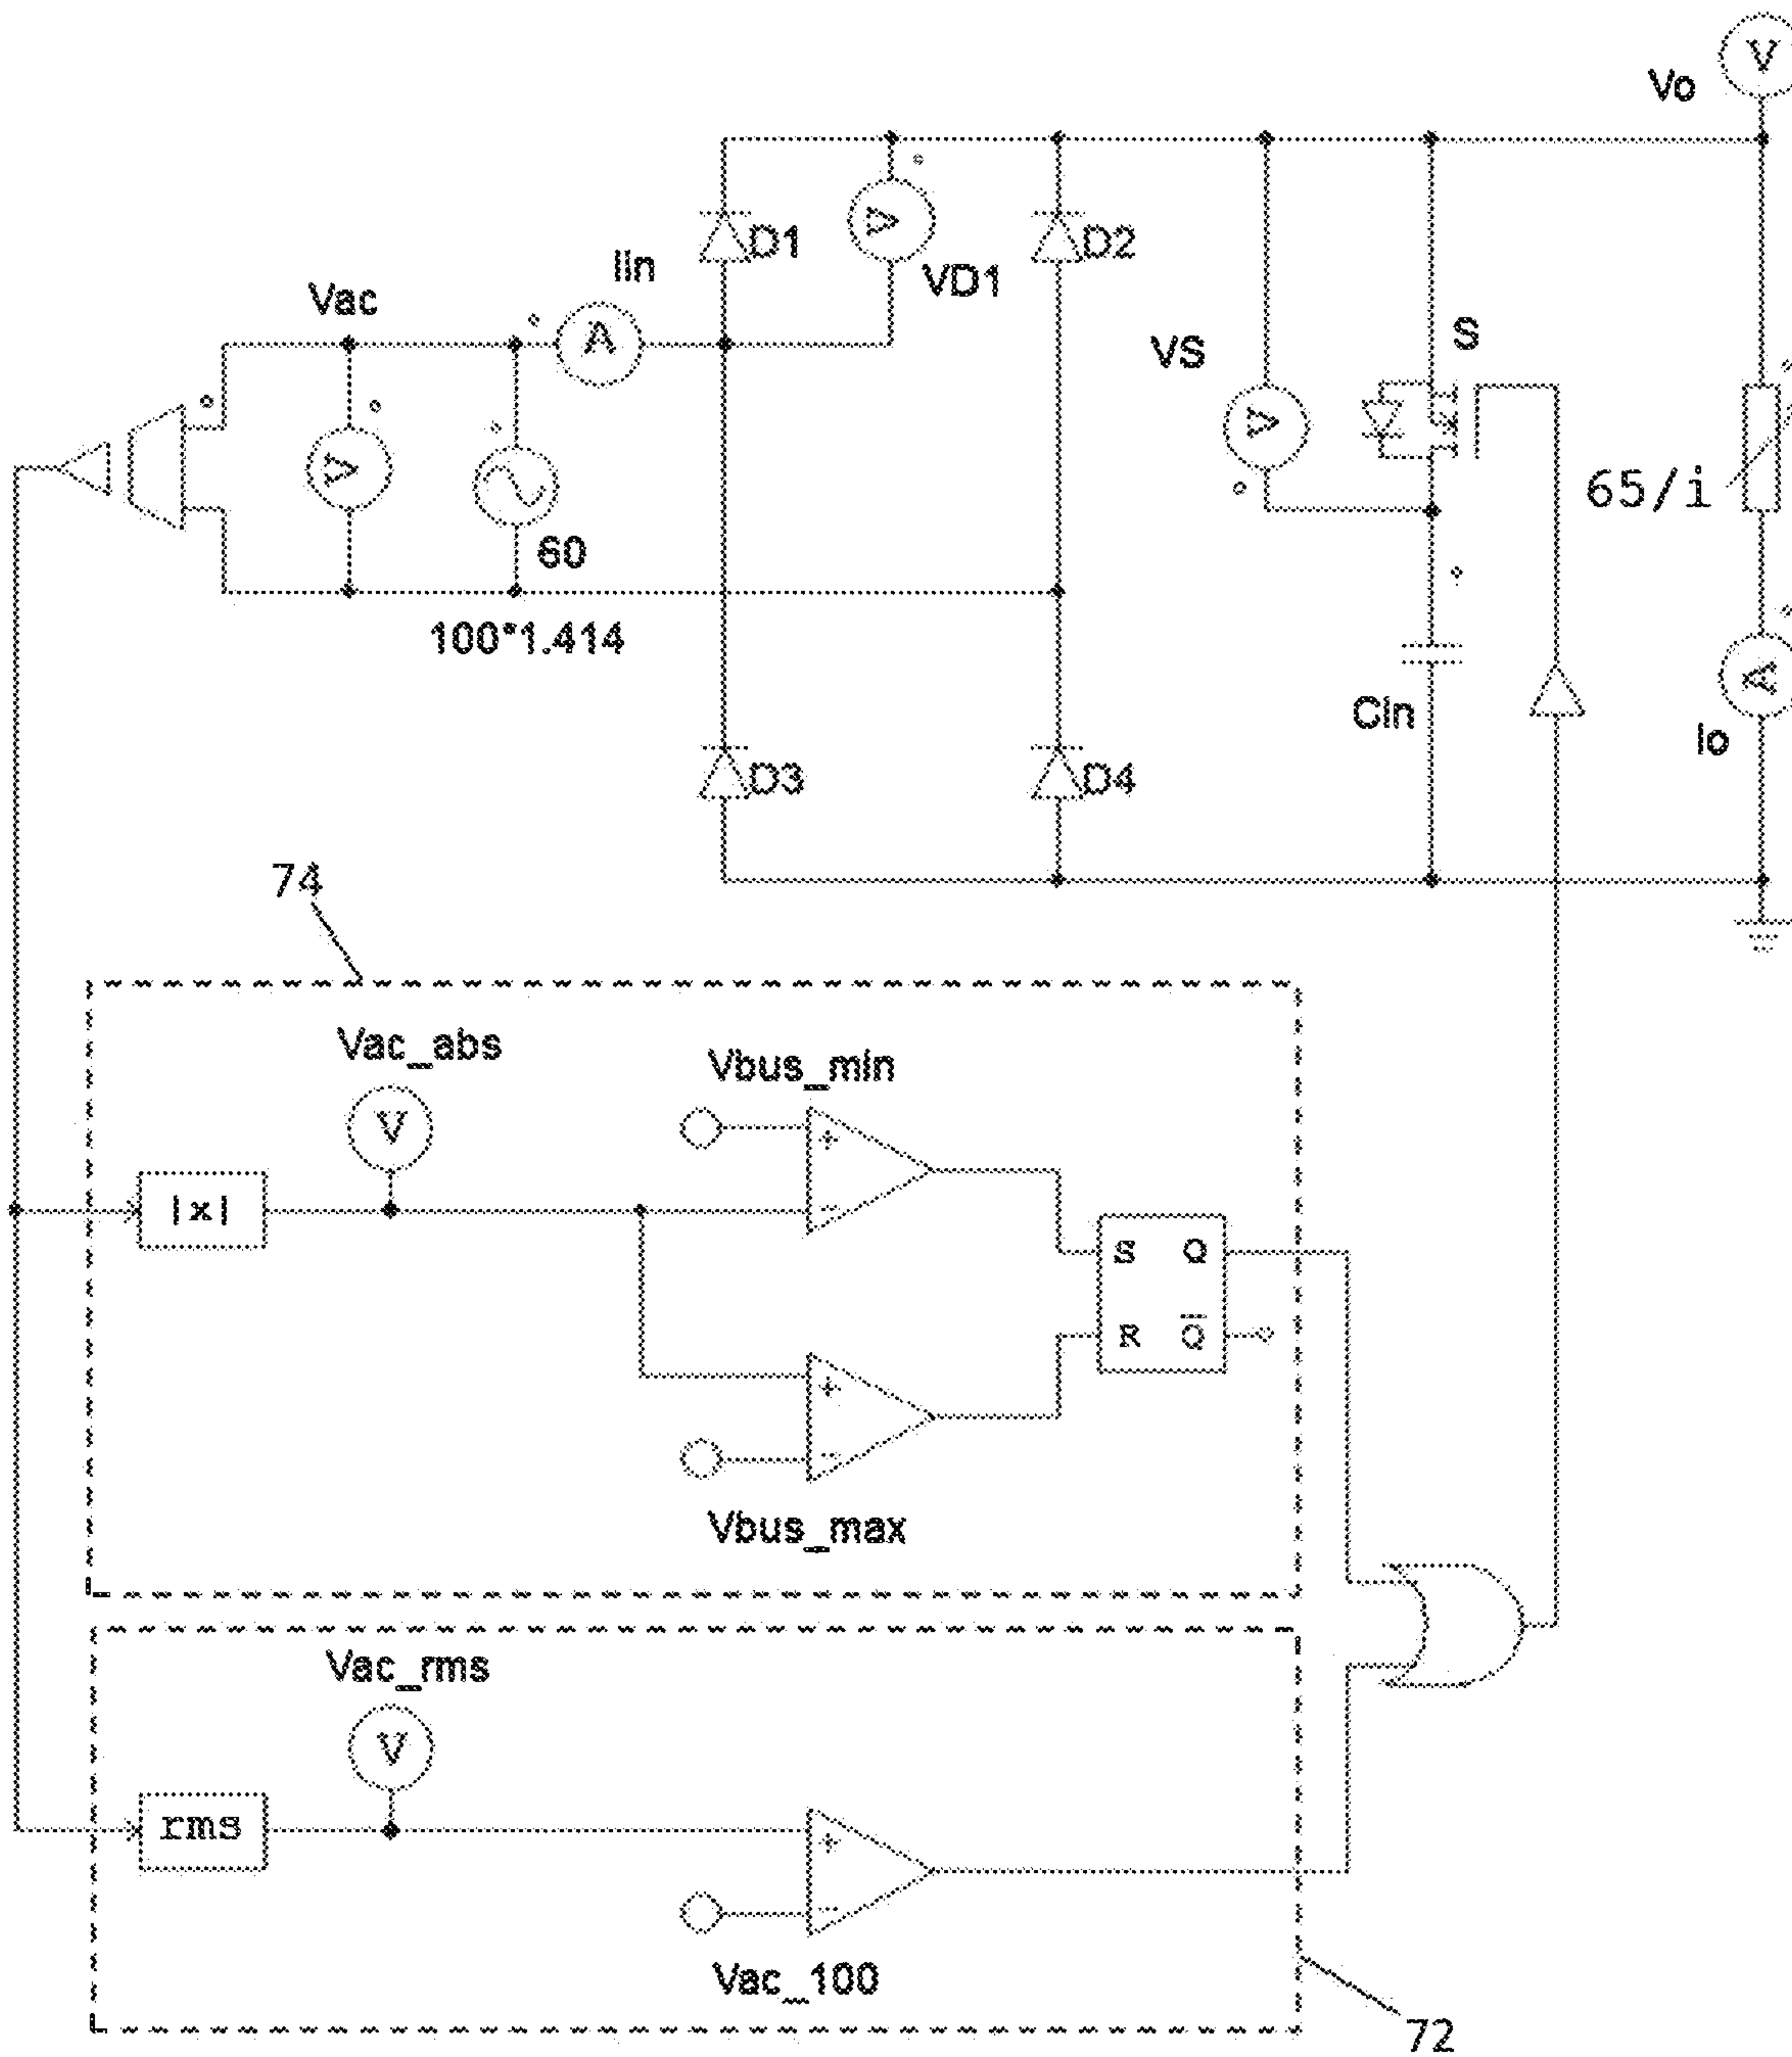 V
Vo
D1
V
VD1
D2
Iin
A
Vac
V
60
100*1.414
VS
V
S
65/i
Cin
A
Io
D3
D4
74
Vac_abs
V
|x|
Vbus_min
+
-
S Q
R Q̅
+
-
Vbus_max
Vac_rms
V
rms
+
-
Vac_100
72